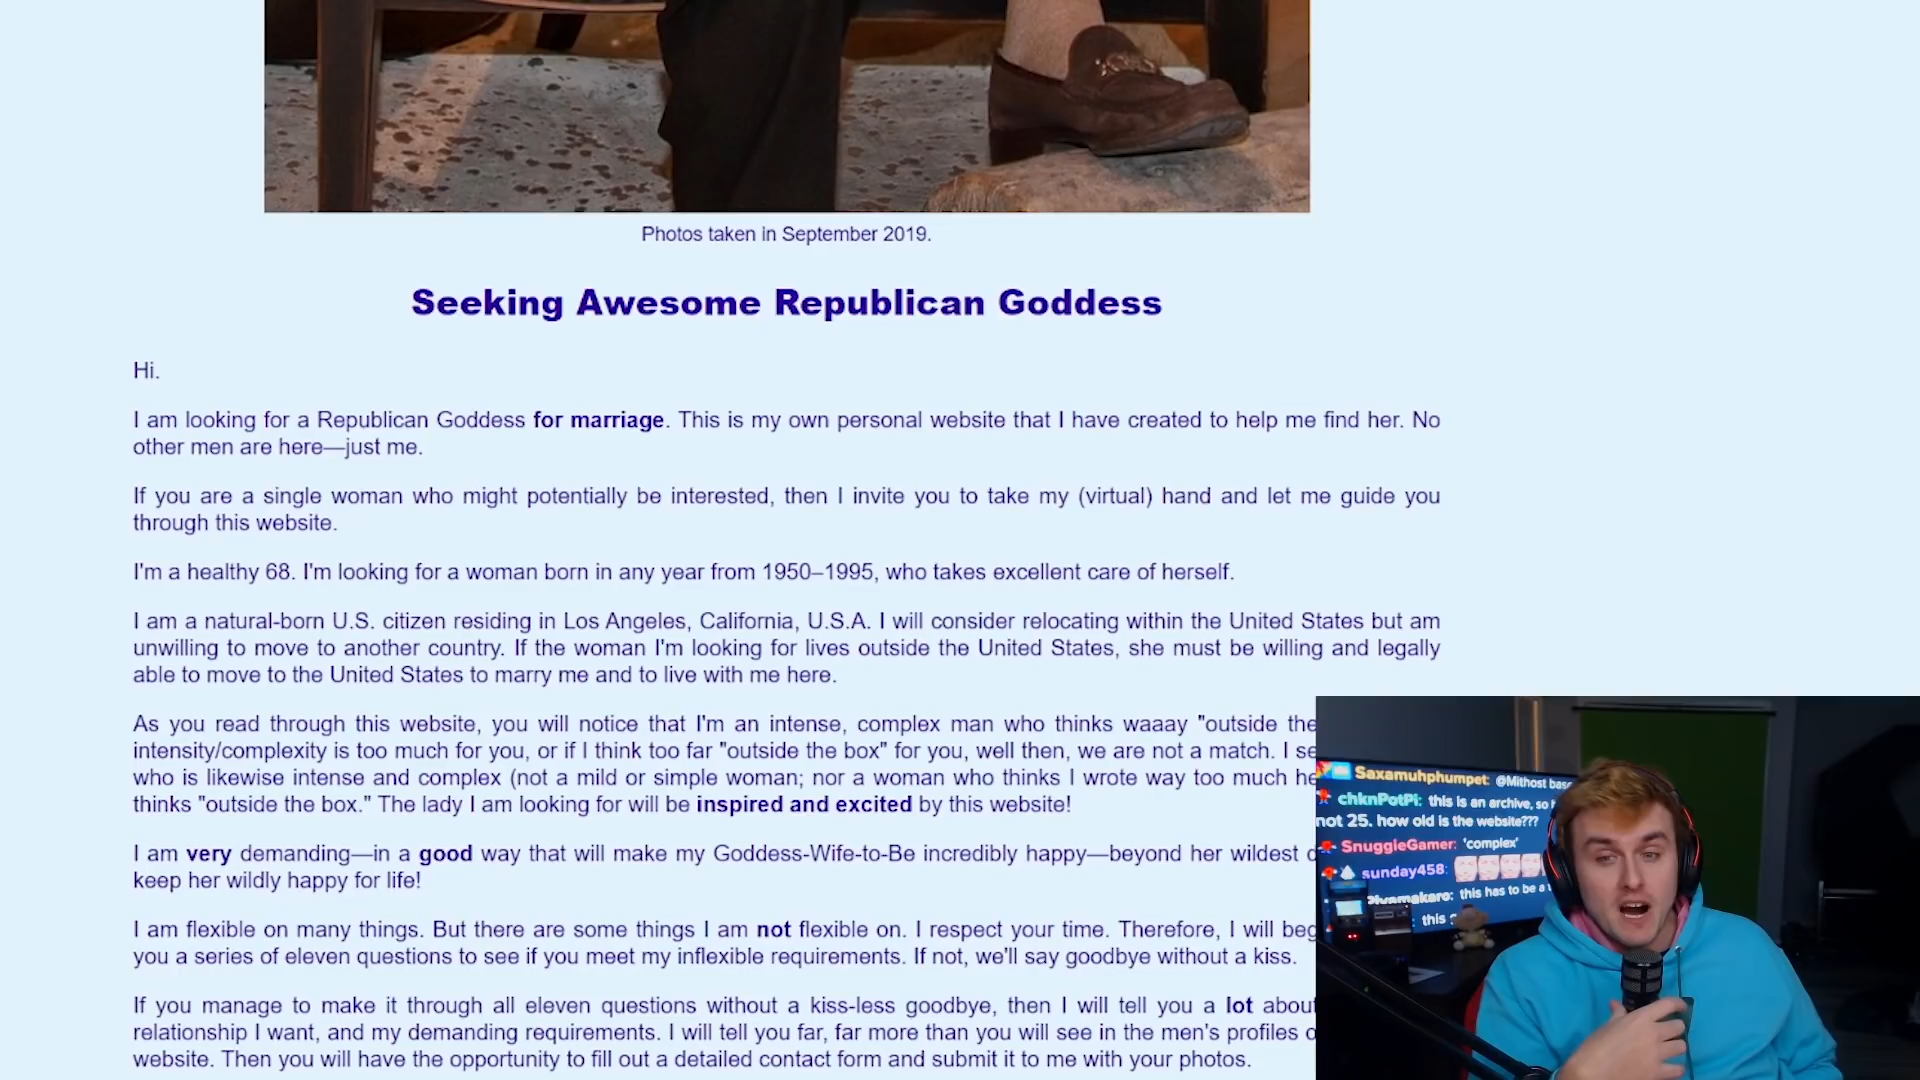 Photos taken in September 2019.
Seeking Awesome Republican Goddess
Hi.
I am looking for a Republican Goddess for marriage. This is my own personal website that I have created to help me find her. No
other men are here—just me.
If you are a single woman who might potentially be interested, then I invite you to take my (virtual) hand and let me guide you
through this website.
I'm a healthy 68. I'm looking for a woman born in any year from 1950–1995, who takes excellent care of herself.
I am a natural-born U.S. citizen residing in Los Angeles, California, U.S.A. I will consider relocating within the United States but am
unwilling to move to another country. If the woman I'm looking for lives outside the United States, she must be willing and legally
able to move to the United States to marry me and to live with me here.
As you read through this website, you will notice that I'm an intense, complex man who thinks waaay "outside the
intensity/complexity is too much for you, or if I think too far "outside the box" for you, well then, we are not a match. I se
who is likewise intense and complex (not a mild or simple woman; nor a woman who thinks I wrote way too much he
thinks "outside the box." The lady I am looking for will be inspired and excited by this website!
I am very demanding—in a good way that will make my Goddess-Wife-to-Be incredibly happy—beyond her wildest
keep her wildly happy for life!
I am flexible on many things. But there are some things I am not flexible on. I respect your time. Therefore, I will beg
you a series of eleven questions to see if you meet my inflexible requirements. If not, we'll say goodbye without a kiss.
If you manage to make it through all eleven questions without a kiss-less goodbye, then I will tell you a lot about
relationship I want, and my demanding requirements. I will tell you far, far more than you will see in the men's profiles o
website. Then you will have the opportunity to fill out a detailed contact form and submit it to me with your photos.
Saxamuhphumpet: @Mithost base
chknPotPi: this is an archive, so h
not 25. how old is the website???
SnuggleGamer: 'complex'
sunday458:
this has to be a
this